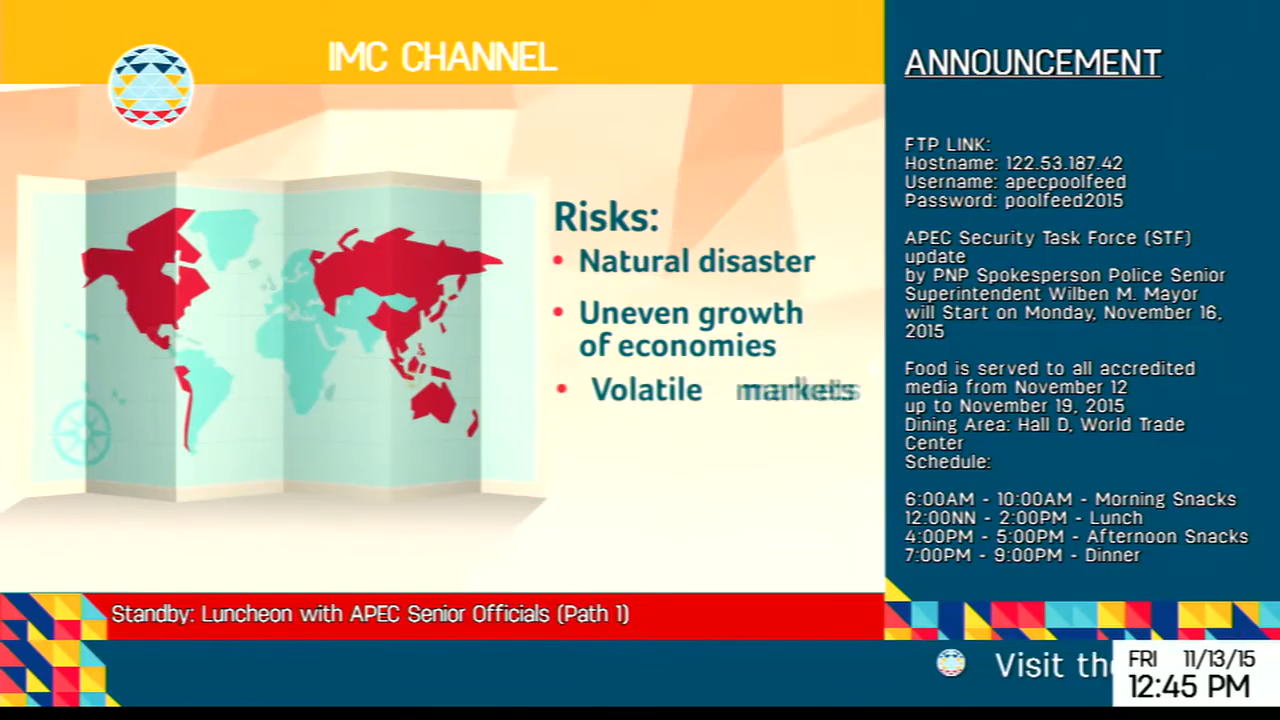 IMC CHANNEL
Risks:
• Natural disaster
• Uneven growth
of economies
• Volatile markets
Standby: Luncheon with APEC Senior Officials (Path 1)
ANNOUNCEMENT
FTP LINK:
Hostname: 122.53.187.42
Username: apecpoolfeed
Password: poolfeed2015
APEC Security Task Force (STF)
update
by PNP Spokesperson Police Senior
Superintendent Wilben M. Mayor
will Start on Monday, November 16,
2015
Food is served to all accredited
media from November 12
up to November 19, 2015
Dining Area: Hall D, World Trade
Center
Schedule:
6:00AM - 10:00AM - Morning Snacks
12:00NN - 2:00PM - Lunch
4:00PM - 5:00PM - Afternoon Snacks
7:00PM - 9:00PM - Dinner
Visit the
FRI 11/13/15
12:45 PM